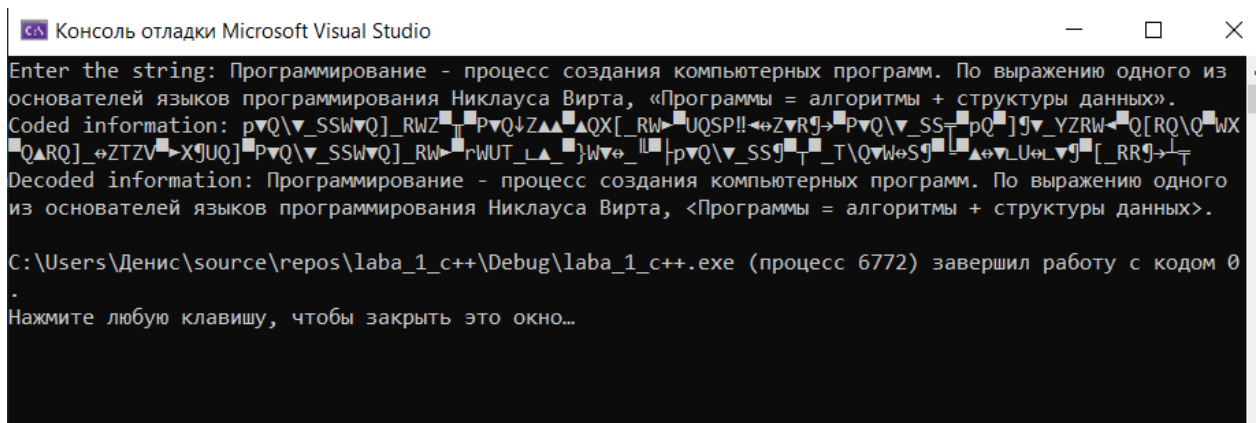 Консоль отладки Microsoft Visual Studio
Enter the string: Программирование - процесс создания компьютерных программ. По выражению одного из
основателей языков программирования Никлауса Вирта, «Программы = алгоритмы + структуры данных».
Coded information:
Decoded information: Программирование - процесс создания компьютерных программ. По выражению одного
из основателей языков программирования Никлауса Вирта, <Программы = алгоритмы + структуры данных>.
C:\Users\Денис\source\repos\laba_1_c++\Debug\laba_1_c++.exe (процесс 6772) завершил работу с кодом 0
.
Нажмите любую клавишу, чтобы закрыть это окно…